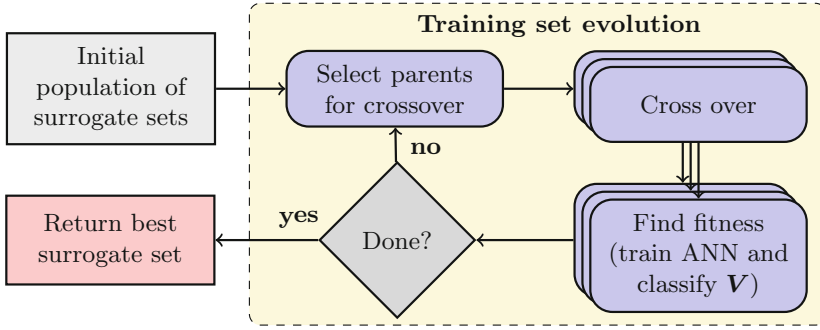 Training set evolution
Initial
population of
surrogate sets
Select parents
for crossover
Cross over
no
Return best
surrogate set
yes
Done?
Find fitness
(train ANN and
classify V)